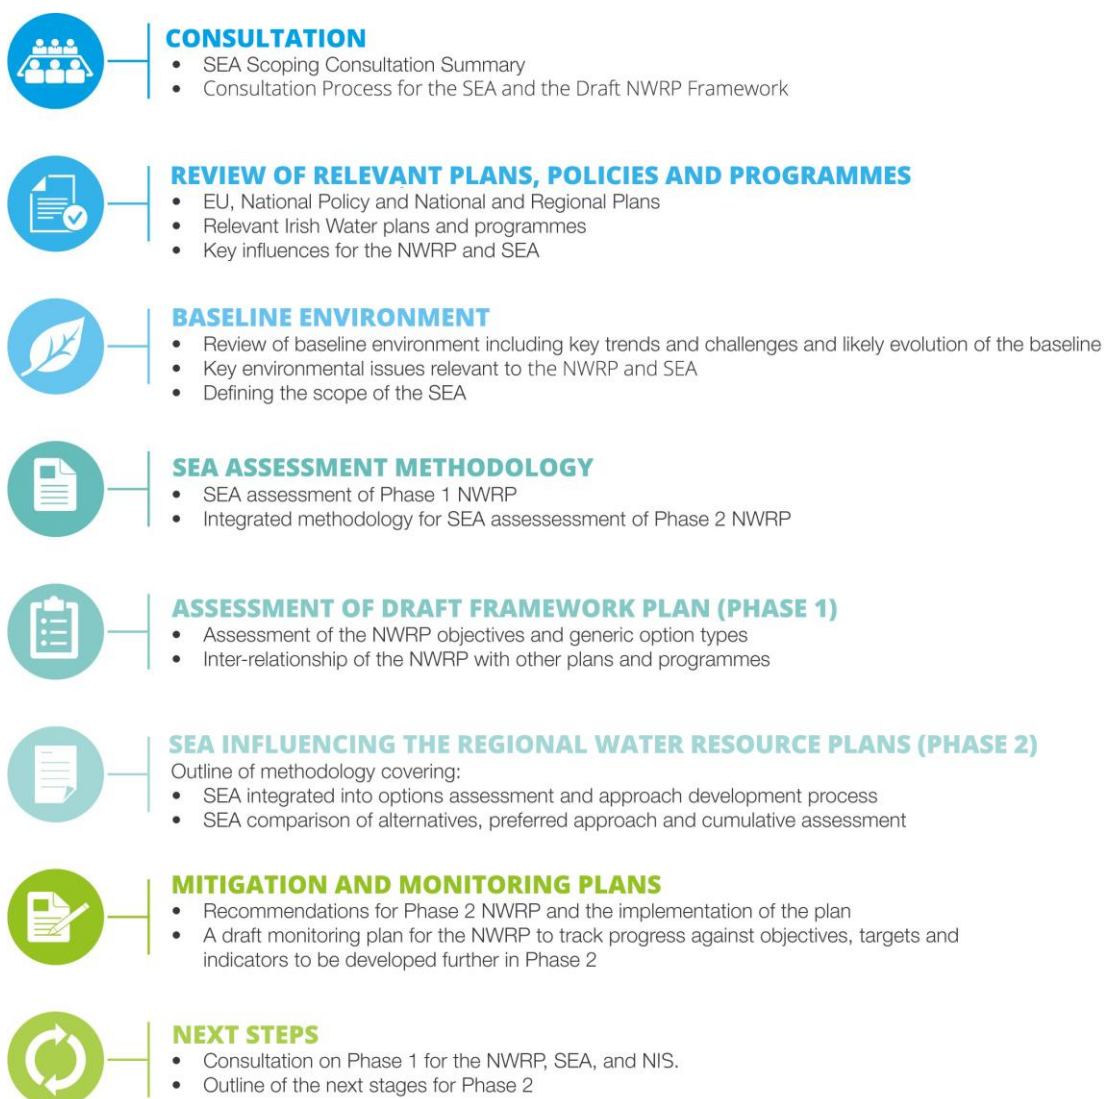 CONSULTATION
• SEA Scoping Consultation Summary
• Consultation Process for the SEA and the Draft NWRP Framework
REVIEW OF RELEVANT PLANS, POLICIES AND PROGRAMMES
• EU, National Policy and National and Regional Plans
• Relevant Irish Water plans and programmes
• Key influences for the NWRP and SEA
BASELINE ENVIRONMENT
• Review of baseline environment including key trends and challenges and likely evolution of the baseline
• Key environmental issues relevant to the NWRP and SEA
• Defining the scope of the SEA
SEA ASSESSMENT METHODOLOGY
• SEA assessment of Phase 1 NWRP
• Integrated methodology for SEA assessessment of Phase 2 NWRP
ASSESSMENT OF DRAFT FRAMEWORK PLAN (PHASE 1)
• Assessment of the NWRP objectives and generic option types
• Inter-relationship of the NWRP with other plans and programmes
SEA INFLUENCING THE REGIONAL WATER RESOURCE PLANS (PHASE 2)
Outline of methodology covering:
• SEA integrated into options assessment and approach development process
• SEA comparison of alternatives, preferred approach and cumulative assessment
MITIGATION AND MONITORING PLANS
• Recommendations for Phase 2 NWRP and the implementation of the plan
• A draft monitoring plan for the NWRP to track progress against objectives, targets and
indicators to be developed further in Phase 2
NEXT STEPS
• Consultation on Phase 1 for the NWRP, SEA, and NIS.
• Outline of the next stages for Phase 2